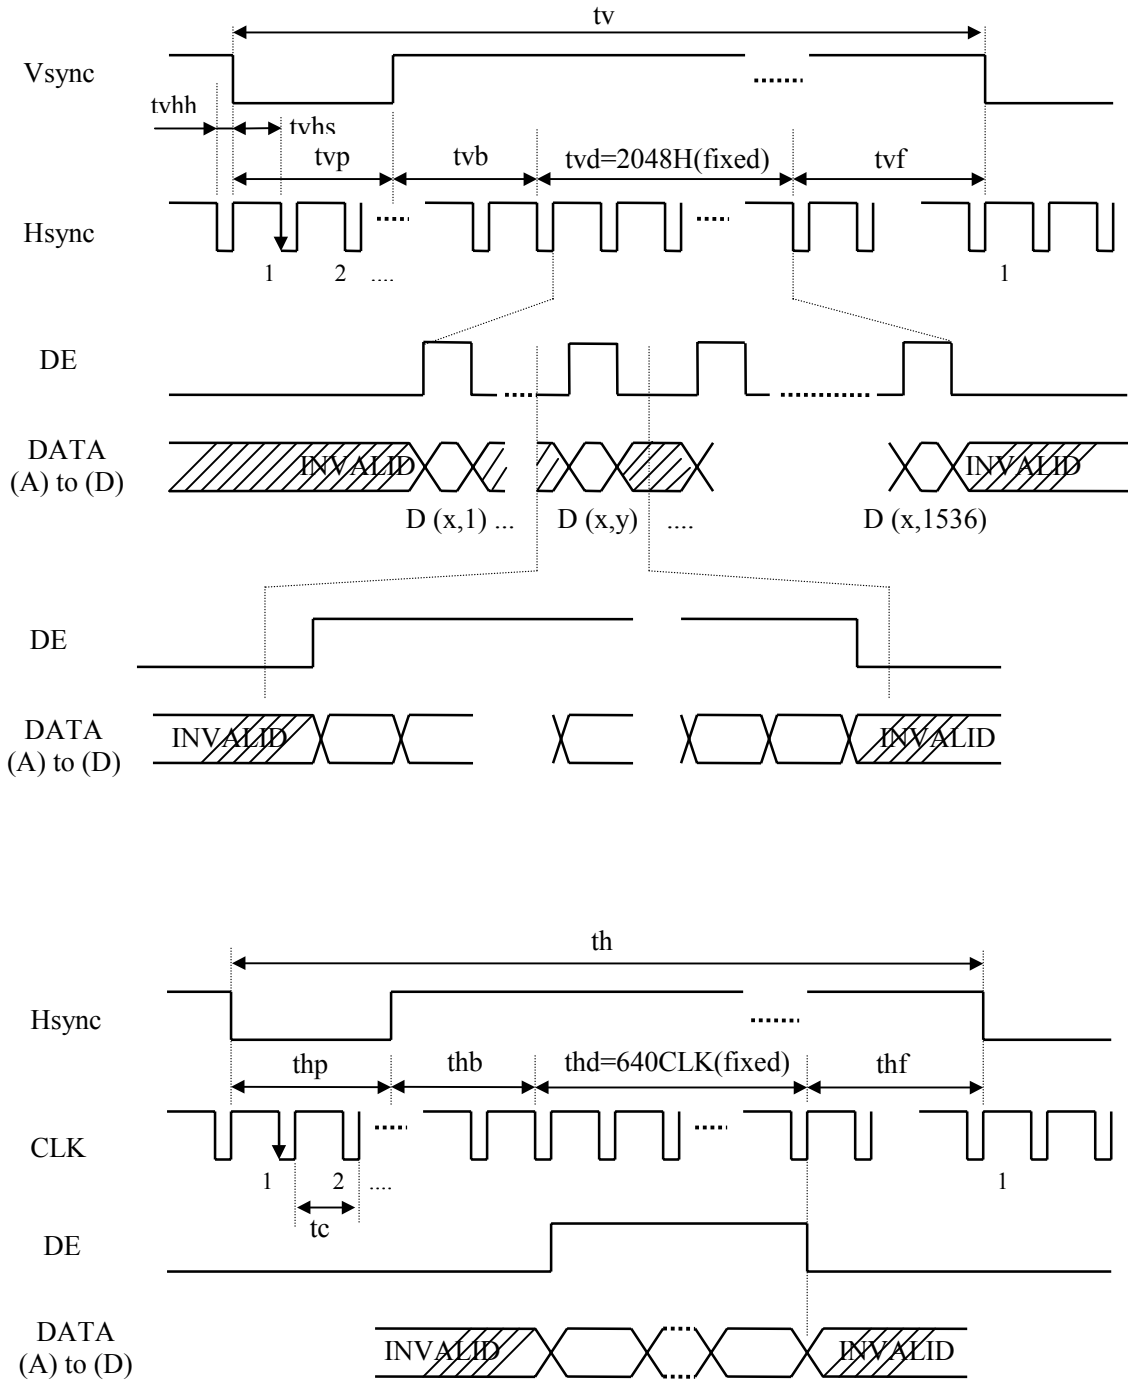 tv
Vsync
tvhh
tvhs
tvp tvb tvd=2048H(fixed) tvf
Hsync
1 2 .... 1
DE
DATA
(A) to (D)
INVALID INVALID
D (x,1) ... D (x,y) .... D (x,1536)
DE
DATA
(A) to (D)
INVALID INVALID
th
Hsync
thp thb thd=640CLK(fixed) thf
CLK
1 2 .... 1
tc
DE
DATA
(A) to (D)
INVALID INVALID